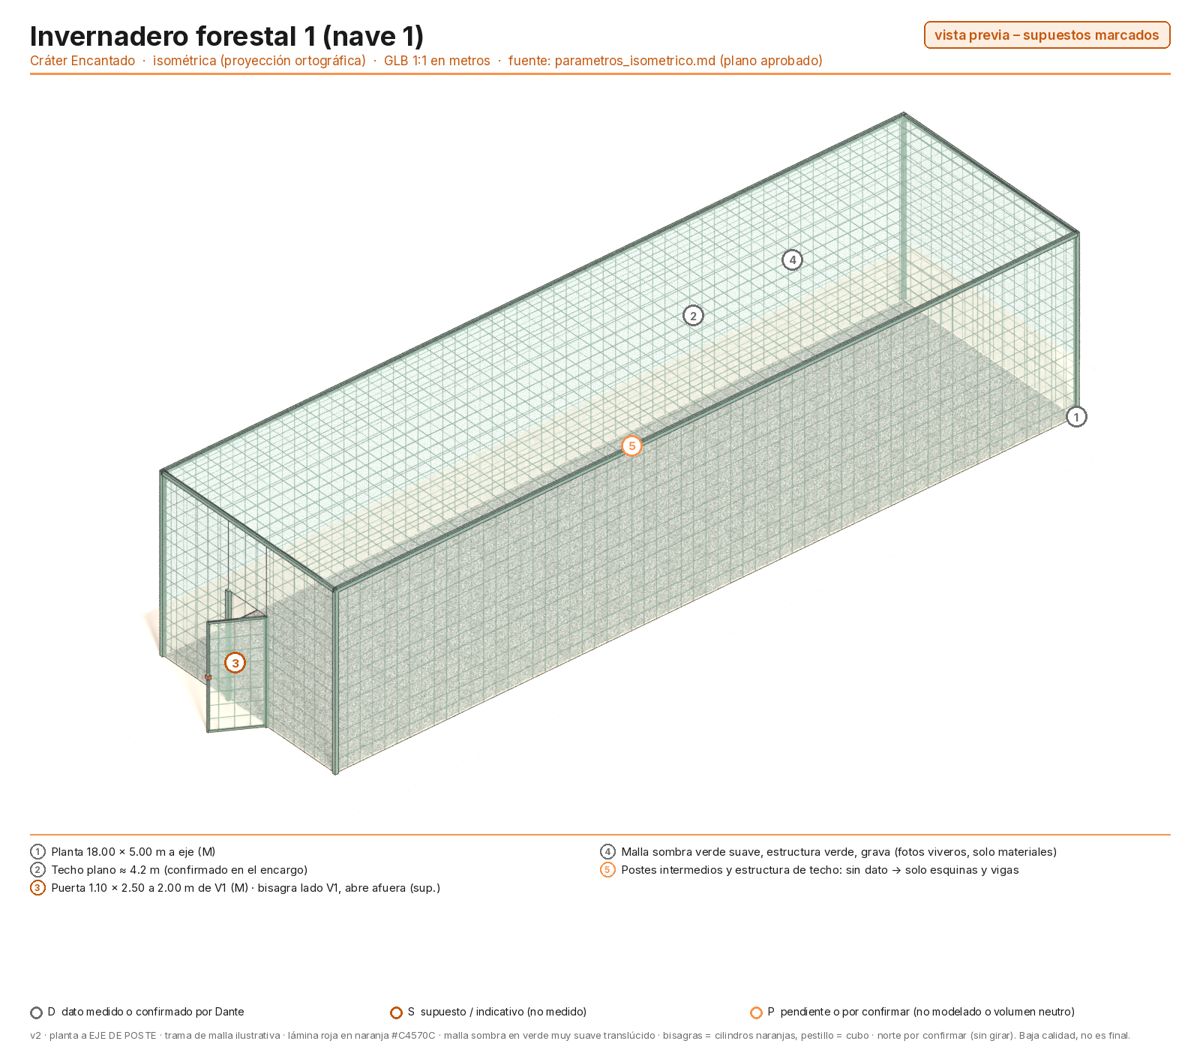 Invernadero forestal 1 (nave 1)
vista previa – supuestos marcados
Cráter Encantado · isométrica (proyección ortográfica) · GLB 1:1 en metros · fuente: parametros_isometrico.md (plano aprobado)
4
2
1
5
3
1 Planta 18.00 × 5.00 m a eje (M)
2 Techo plano ≈ 4.2 m (confirmado en el encargo)
3 Puerta 1.10 × 2.50 a 2.00 m de V1 (M) · bisagra lado V1, abre afuera (sup.)
4 Malla sombra verde suave, estructura verde, grava (fotos viveros, solo materiales)
5 Postes intermedios y estructura de techo: sin dato → solo esquinas y vigas
D dato medido o confirmado por Dante
S supuesto / indicativo (no medido)
P pendiente o por confirmar (no modelado o volumen neutro)
v2 · planta a EJE DE POSTE · trama de malla ilustrativa · lámina roja en naranja #C4570C · malla sombra en verde muy suave translúcido · bisagras = cilindros naranjas, pestillo = cubo · norte por confirmar (sin girar). Baja calidad, no es final.